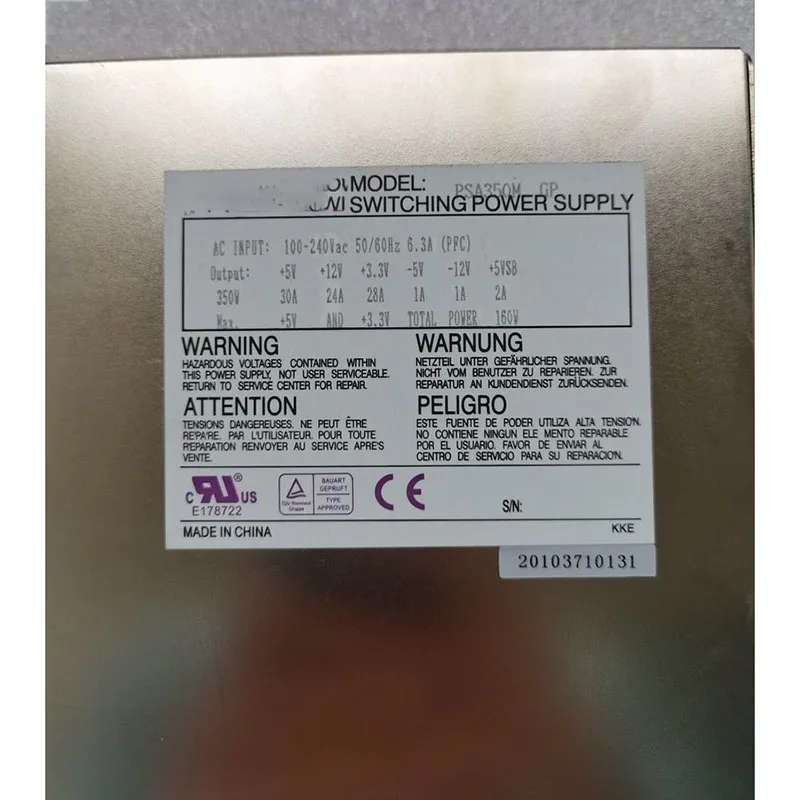 MODEL: PSA350M GP
SWITCHING POWER SUPPLY
AC INPUT: 100-240Vac 50/60Hz 6.3A (PFC)
Output: +5V +12V +3.3V -5V -12V +5VSB
350W 30A 24A 28A 1A 1A 2A
Max. +5V AND +3.3V TOTAL POWER 160W
WARNING
HAZARDOUS VOLTAGES CONTAINED WITHIN
THIS POWER SUPPLY, NOT USER SERVICEABLE.
RETURN TO SERVICE CENTER FOR REPAIR.
WARNUNG
NETZTEIL UNTER GEFÄHRLICHER SPANNUNG.
NICHT VOM BENUTZER ZU REPARIEREN. ZUR
REPARATUR AN KUNDENDIENST ZURÜCKSENDEN.
ATTENTION
TENSIONS DANGEREUSES. NE PEUT ÊTRE
REPARE. PAR L'UTILISATEUR. POUR TOUTE
REPARATION RENVOYER AU SERVICE APRE'S
VENTE.
PELIGRO
ESTE FUENTE DE PODER UTILIZA ALTA TENSION.
NO CONTIENE NINGUN ELE MENTO REPARABLE
POR EL USUARIO. FAVOR DE ENVIAR AL
CENTRO DE SERVICIO PARA SU REPARACION.
c RU ® US
E178722
BAUART
GEPRUFT
TYPE
APPROVED
CE
S/N:
MADE IN CHINA
KKE
20103710131